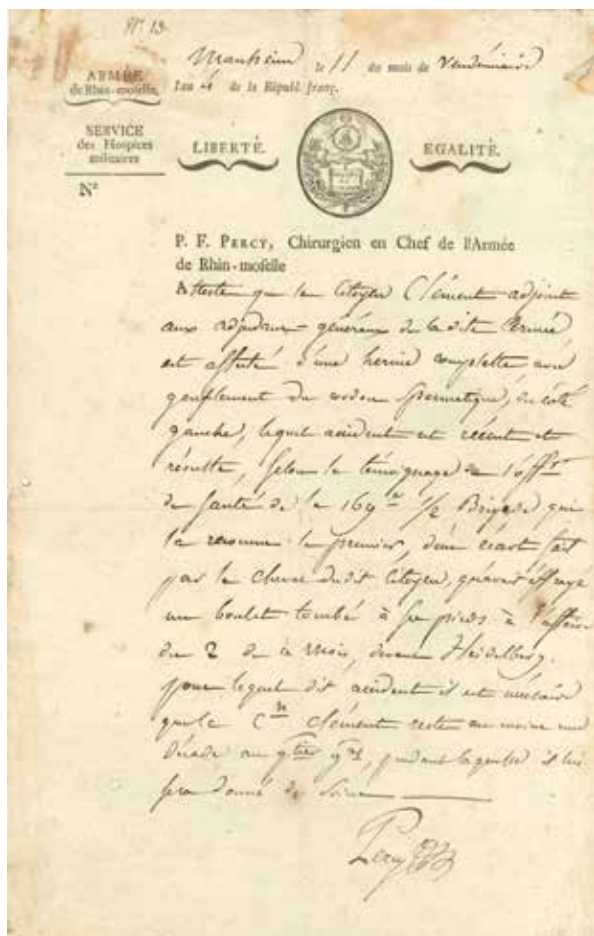 N.° 13.
Manheim le 11 du mois de Vendémiaire
l'an 4 de la Républ. franç.
ARMÉE
de Rhin-moselle,
SERVICE
des Hospices
militaires
LIBERTÉ.
EGALITÉ.
N°
P. F. PERCY, Chirurgien en Chef de l'Armée
de Rhin-moselle
Atteste que le Citoyen Clément adjoint
aux adjudans-généraux de la dite Armée
est affecté d'une hernie complette avec
gonflement du cordon Spermatique, du côté
gauche, lequel accident est récent et
résulte, selon le témoignage de l'off.r
de Santé de la 169.e 1/2 Brigade qui
l'a reconnu le premier, d'un écart fait
par le cheval dudit Citoyen, qu'avait effrayé
un boulet tombé à ses pieds à l'affaire
du 2 de ce mois, devant Heidelberg.
pour lequel dit accident il est nécessaire
que le C.n Clément reste au moins une
Décade au q.tier g.al, pendant laquelle il lui
sera donné des Soins
Percy